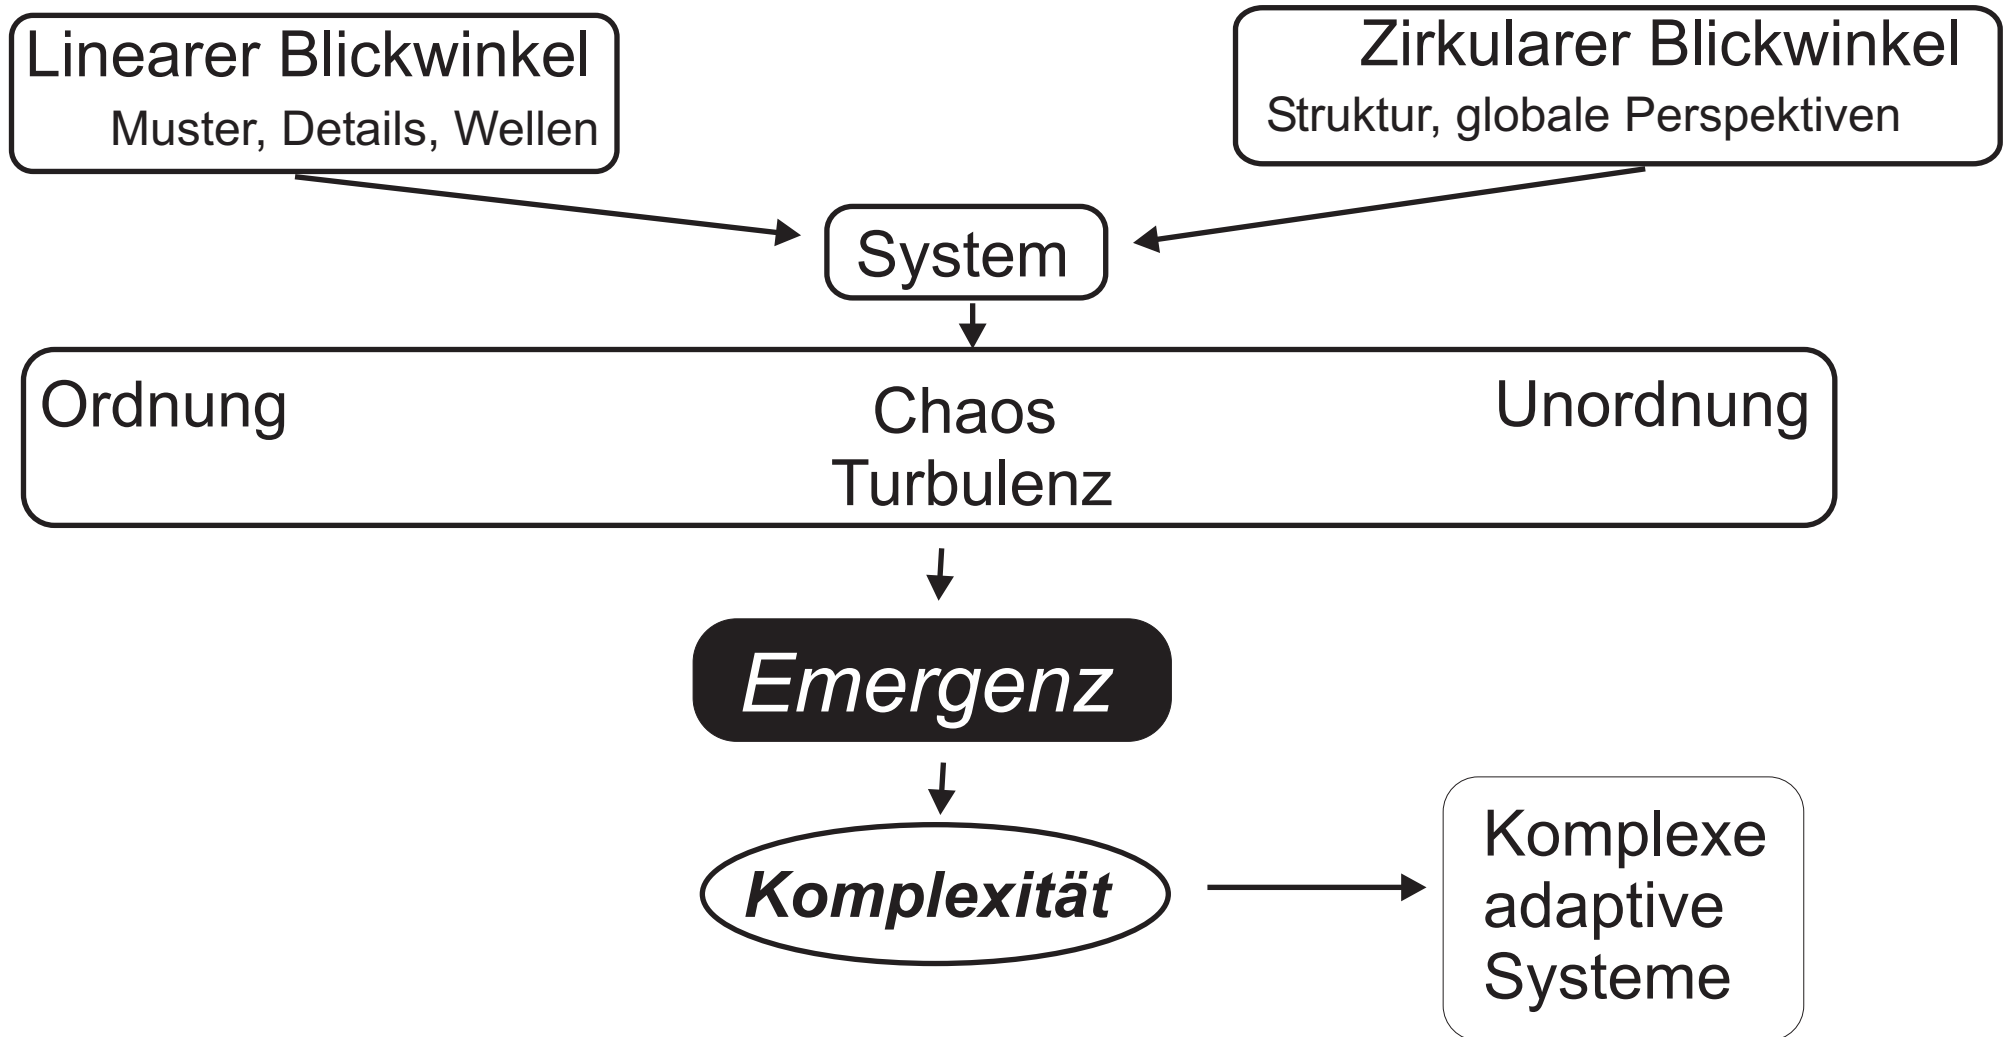 Linearer Blickwinkel
Muster, Details, Wellen
Zirkularer Blickwinkel
Struktur, globale Perspektiven
System
Ordnung
Chaos
Turbulenz
Unordnung
Emergenz
Komplexität
Komplexe
adaptive
Systeme